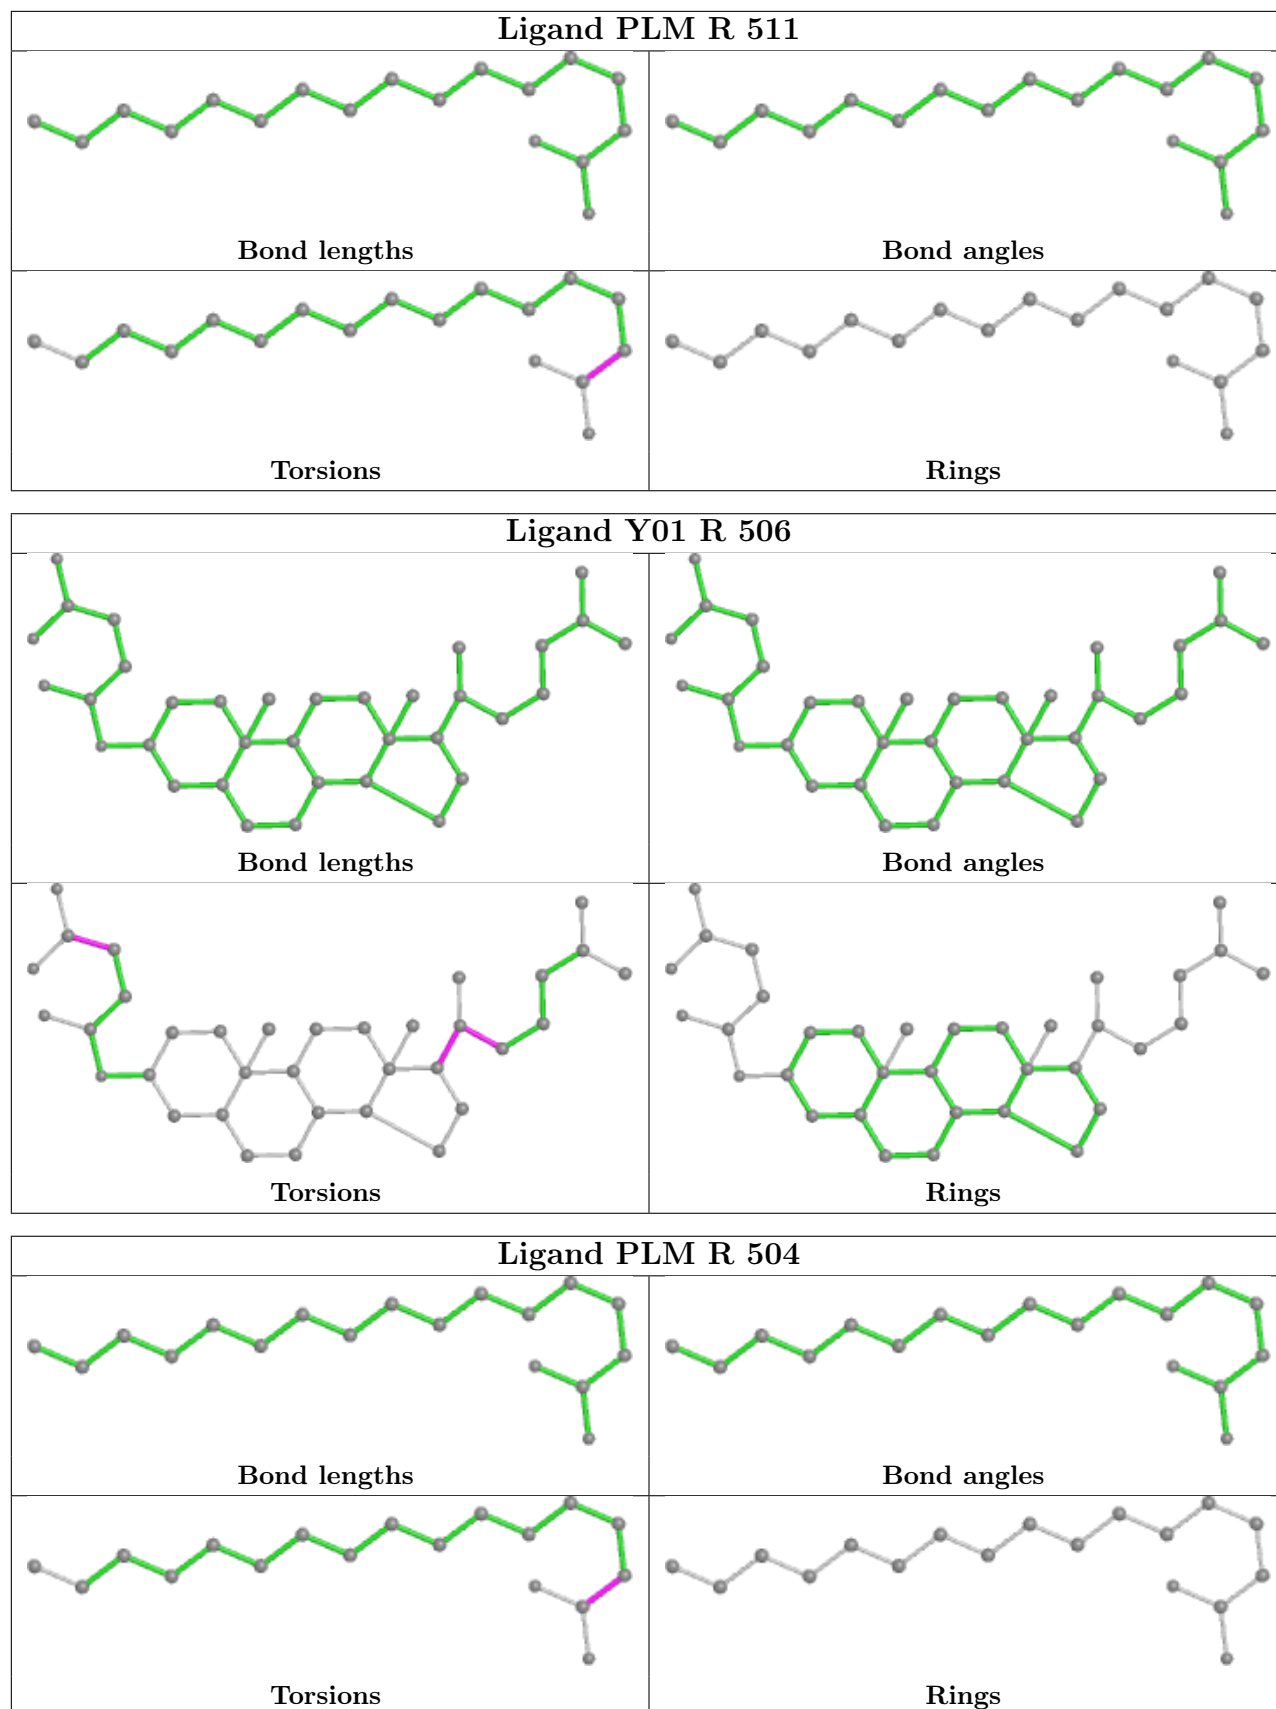 Ligand PLM R 511
Bond lengths
Bond angles
Torsions
Rings
Ligand Y01 R 506
Bond lengths
Bond angles
Torsions
Rings
Ligand PLM R 504
Bond lengths
Bond angles
Torsions
Rings